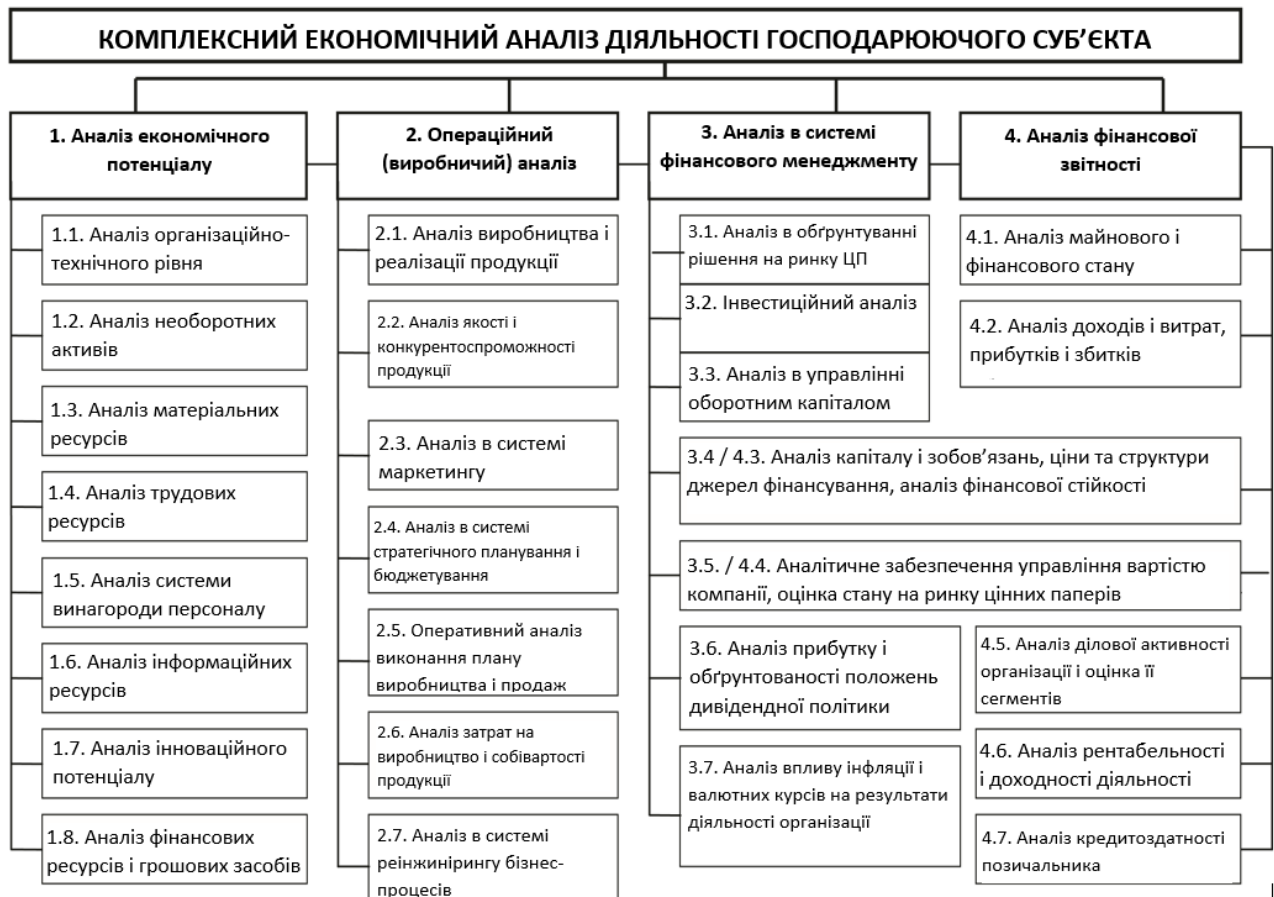 КОМПЛЕКСНИЙ ЕКОНОМІЧНИЙ АНАЛІЗ ДІЯЛЬНОСТІ ГОСПОДАРЮЮЧОГО СУБ’ЄКТА
1. Аналіз економічного
потенціалу
1.1. Аналіз організаційно-
технічного рівня
1.2. Аналіз необоротних
активів
1.3. Аналіз матеріальних
ресурсів
1.4. Аналіз трудових
ресурсів
1.5. Аналіз системи
винагороди персоналу
1.6. Аналіз інформаційних
ресурсів
1.7. Аналіз інноваційного
потенціалу
1.8. Аналіз фінансових
ресурсів і грошових засобів
2. Операційний
(виробничий) аналіз
2.1. Аналіз виробництва і
реалізації продукції
2.2. Аналіз якості і
конкурентоспроможності
продукції
2.3. Аналіз в системі
маркетингу
2.4. Аналіз в системі
стратегічного планування і
бюджетування
2.5. Оперативний аналіз
виконання плану
виробництва і продаж
2.6. Аналіз затрат на
виробництво і собівартості
продукції
2.7. Аналіз в системі
реінжинірингу бізнес-
процесів
3. Аналіз в системі
фінансового менеджменту
3.1. Аналіз в обґрунтуванні
рішення на ринку ЦП
3.2. Інвестиційний аналіз
3.3. Аналіз в управлінні
оборотним капіталом
3.4 / 4.3. Аналіз капіталу і зобов’язань, ціни та структури
джерел фінансування, аналіз фінансової стійкості
3.5. / 4.4. Аналітичне забезпечення управління вартістю
компанії, оцінка стану на ринку цінних паперів
3.6. Аналіз прибутку і
обґрунтованості положень
дивідендної політики
3.7. Аналіз впливу інфляції і
валютних курсів на результати
діяльності організації
4. Аналіз фінансової
звітності
4.1. Аналіз майнового і
фінансового стану
4.2. Аналіз доходів і витрат,
прибутків і збитків
4.5. Аналіз ділової активності
організації і оцінка її
сегментів
4.6. Аналіз рентабельності
і доходності діяльності
4.7. Аналіз кредитоздатності
позичальника